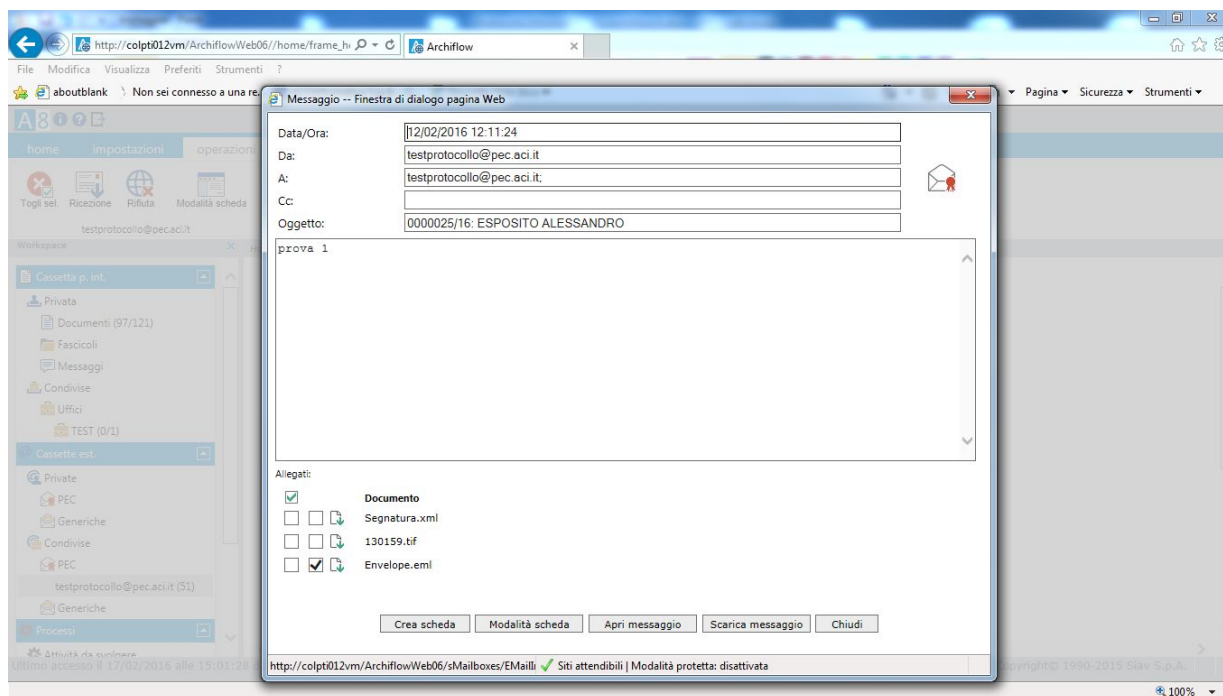 http://colpti012vm/ArchiflowWeb06//home/frame_h
Archiflow
File Modifica Visualizza Preferiti Strumenti ?
aboutblank Non sei connesso a una re
Pagina Sicurezza Strumenti
Messaggio -- Finestra di dialogo pagina Web
A8
home impostazioni operazioni
Togli sel. Ricezione Rifiuta Modalità scheda
testprotocollo@pec.aci.it
Workspace
Cassetta p. int.
Privata
Documenti (97/121)
Fascicoli
Messaggi
Condivise
Uffici
TEST (0/1)
Cassette est.
Private
PEC
Generiche
Condivise
PEC
testprotocollo@pec.aci.it (51)
Generiche
Processi
Attività da svolgere
Ultimo accesso il 17/02/2016 alle 15:01:28
Data/Ora: 12/02/2016 12:11:24
Da: testprotocollo@pec.aci.it
A: testprotocollo@pec.aci.it;
Cc:
Oggetto: 0000025/16: ESPOSITO ALESSANDRO
prova 1
Allegati:
Documento
Segnatura.xml
130159.tif
Envelope.eml
Crea scheda Modalità scheda Apri messaggio Scarica messaggio Chiudi
http://colpti012vm/ArchiflowWeb06/sMailboxes/EMail Siti attendibili | Modalità protetta: disattivata
Copyright© 1990-2015 Siav S.p.A.
100%